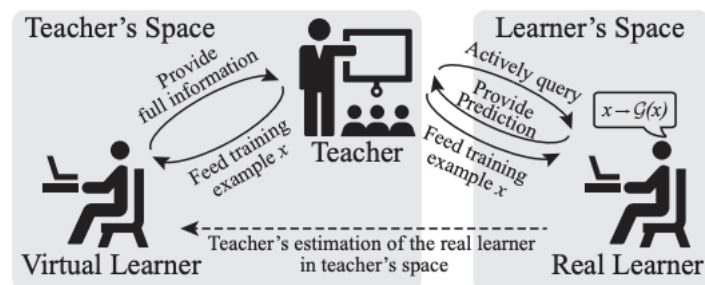 Teacher's Space
Learner's Space
Provide
full information
Feed training
example x
Teacher
Actively query
Provide
Prediction
Feed training
example x
x→G(x)
Teacher's estimation of the real learner
in teacher's space
Virtual Learner
Real Learner